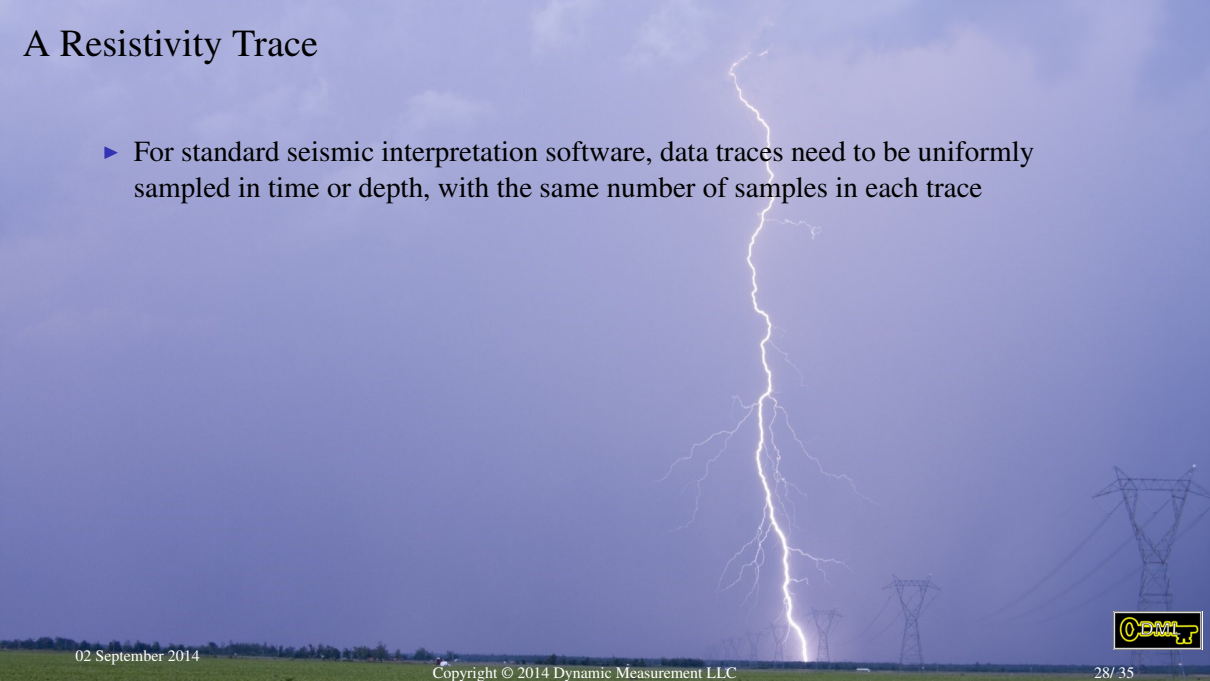 A Resistivity Trace
► For standard seismic interpretation software, data traces need to be uniformly
sampled in time or depth, with the same number of samples in each trace
DMI
02 September 2014
Copyright © 2014 Dynamic Measurement LLC
28/ 35